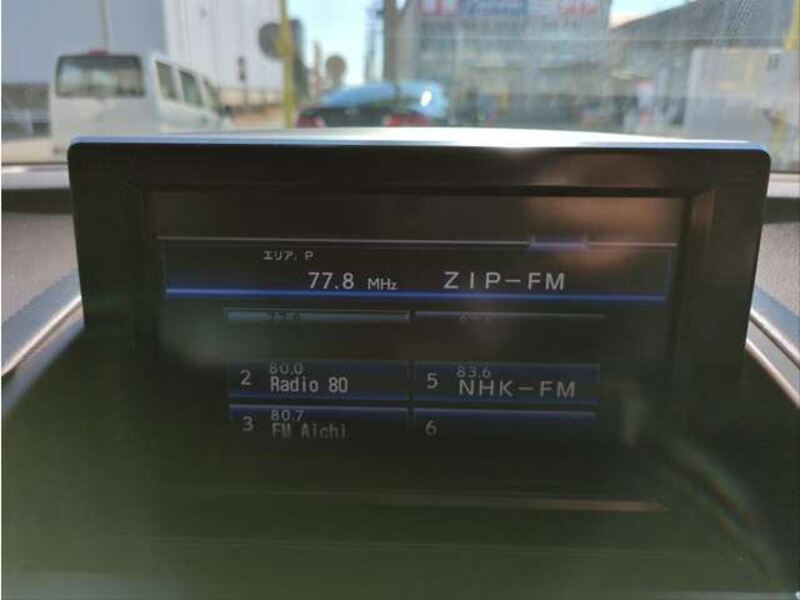 エリア. P
77.8 MHz ZIP-FM
2 80.0 Radio 80
5 83.6 NHK-FM
3 80.7 FM Aichi
6